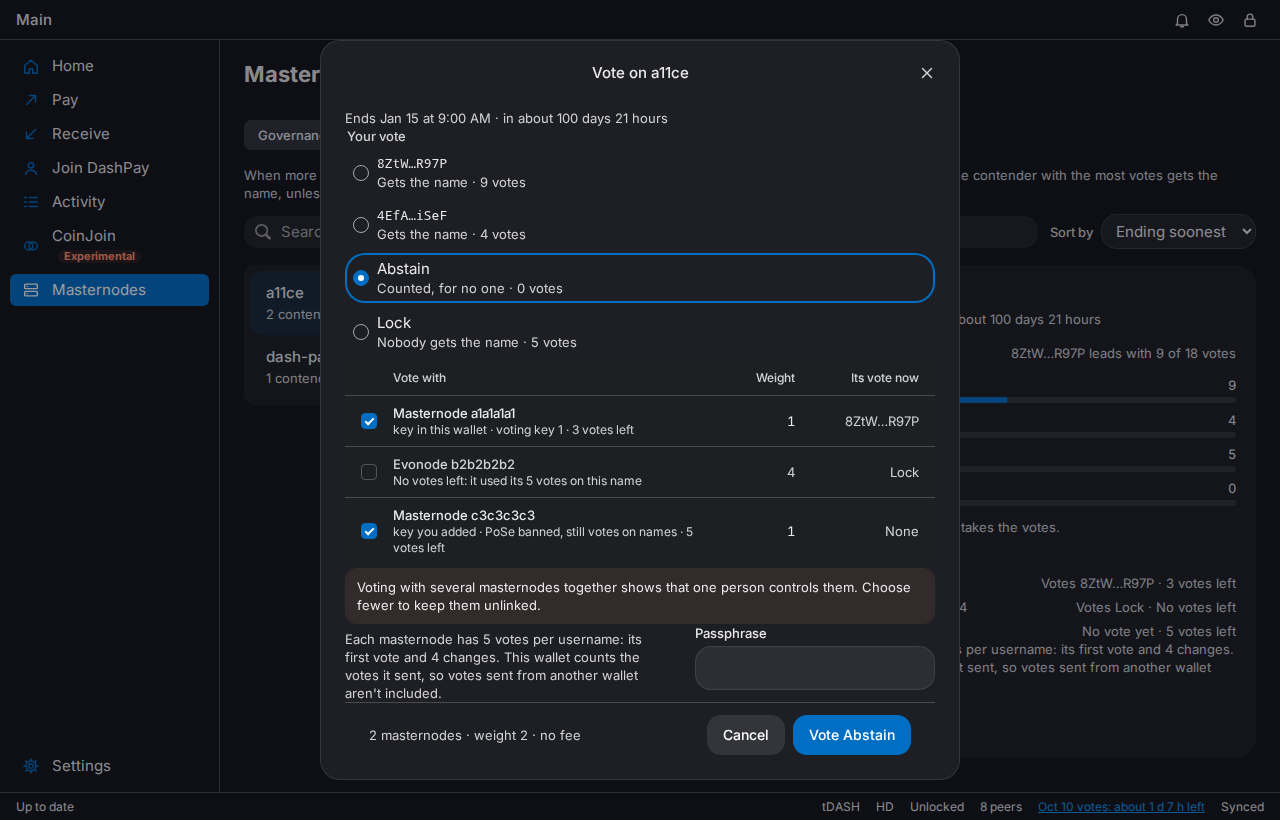 Main
Home
Pay
Receive
Join DashPay
Activity
CoinJoin
Experimental
Masternodes
Settings
Master
Governan
When more
e contender with the most votes gets the
name, unles
Searc
Sort by
Ending soonest
a11ce
2 conten
dash-pa
1 contend
bout 100 days 21 hours
8ZtW…R97P leads with 9 of 18 votes
9
4
5
0
takes the votes.
Votes 8ZtW…R97P · 3 votes left
4
Votes Lock · No votes left
No vote yet · 5 votes left
s per username: its first vote and 4 changes.
t sent, so votes sent from another wallet
Vote on a11ce
Ends Jan 15 at 9:00 AM · in about 100 days 21 hours
Your vote
8ZtW…R97P
Gets the name · 9 votes
4EfA…iSeF
Gets the name · 4 votes
Abstain
Counted, for no one · 0 votes
Lock
Nobody gets the name · 5 votes
Vote with
Weight
Its vote now
Masternode a1a1a1a1
key in this wallet · voting key 1 · 3 votes left
1
8ZtW…R97P
Evonode b2b2b2b2
No votes left: it used its 5 votes on this name
4
Lock
Masternode c3c3c3c3
key you added · PoSe banned, still votes on names · 5
votes left
1
None
Voting with several masternodes together shows that one person controls them. Choose
fewer to keep them unlinked.
Each masternode has 5 votes per username: its
first vote and 4 changes. This wallet counts the
votes it sent, so votes sent from another wallet
aren't included.
Passphrase
2 masternodes · weight 2 · no fee
Cancel
Vote Abstain
Up to date
tDASH
HD
Unlocked
8 peers
Oct 10 votes: about 1 d 7 h left
Synced